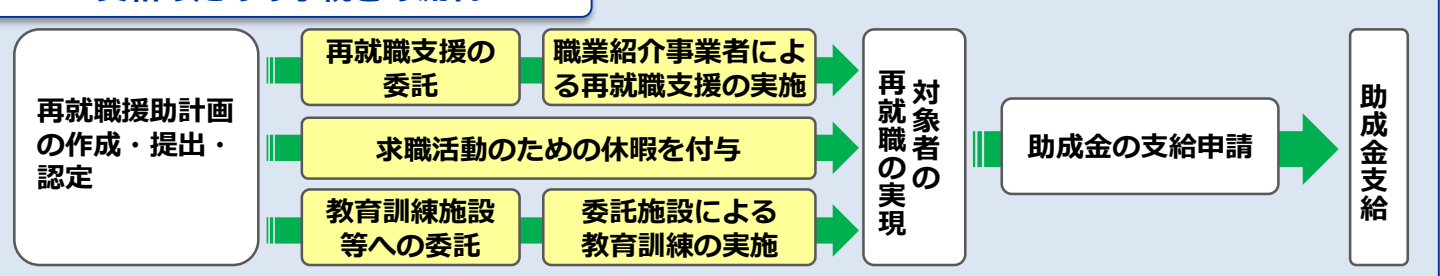 再就職援助計画
の作成・提出・
認定
再就職支援の
委託
職業紹介事業者によ
る再就職支援の実施
求職活動のための休暇を付与
教育訓練施設
等への委託
委託施設による
教育訓練の実施
対象者の
再就職の実現
助成金の支給申請
助成金支給